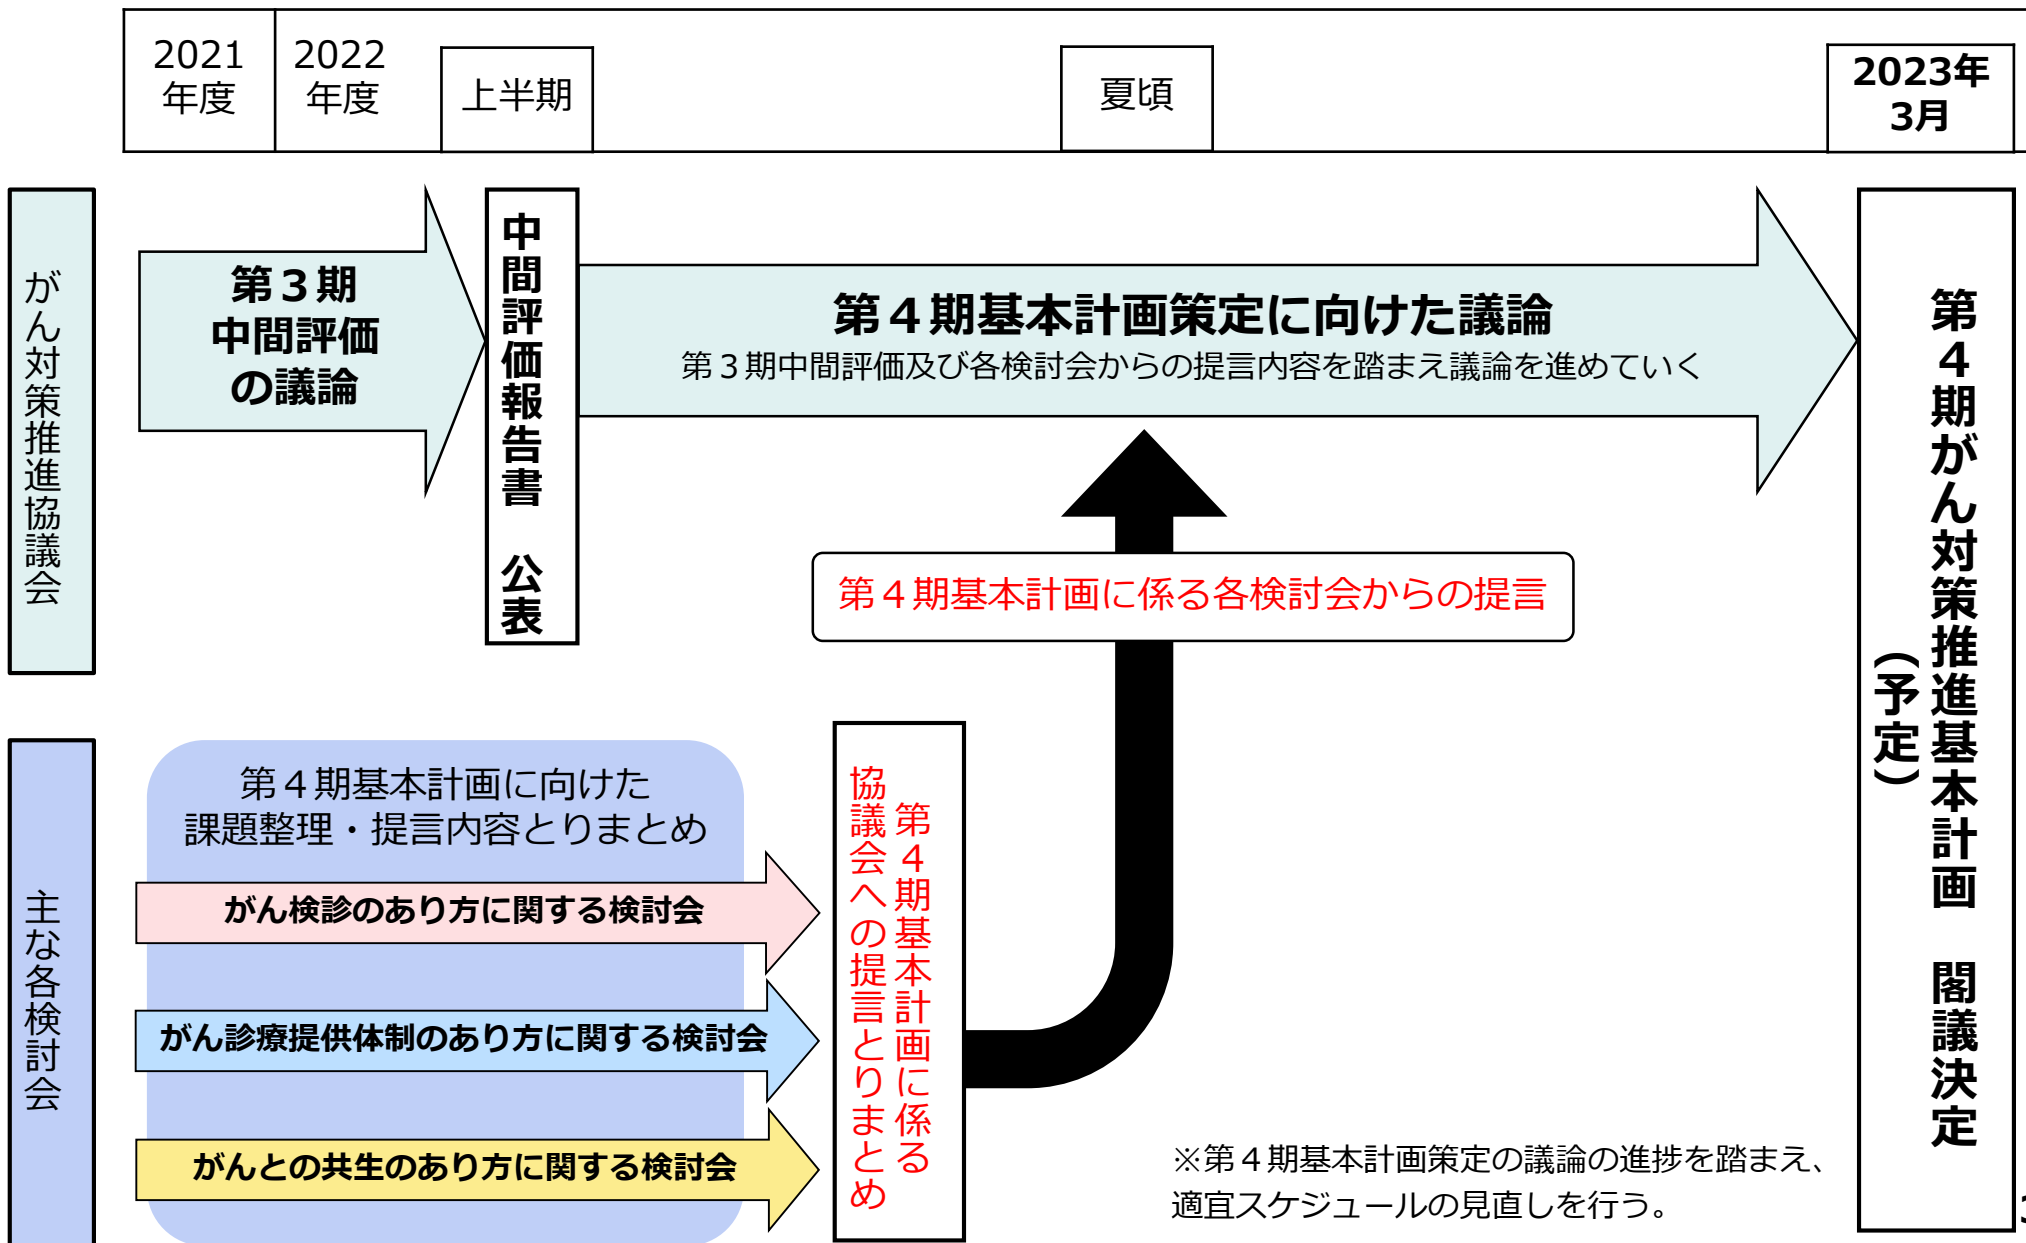 2021
年度
2022
年度
上半期
夏頃
2023年
3月
がん対策推進協議会
第３期
中間評価
の議論
中間評価報告書　公表
第４期基本計画策定に向けた議論
第３期中間評価及び各検討会からの提言内容を踏まえ議論を進めていく
第４期がん対策推進基本計画　閣議決定
（予定）
第４期基本計画に係る各検討会からの提言
主な各検討会
第４期基本計画に向けた
課題整理・提言内容とりまとめ
がん検診のあり方に関する検討会
がん診療提供体制のあり方に関する検討会
がんとの共生のあり方に関する検討会
第４期基本計画に係る
協議会への提言とりまとめ
※第４期基本計画策定の議論の進捗を踏まえ、
適宜スケジュールの見直しを行う。